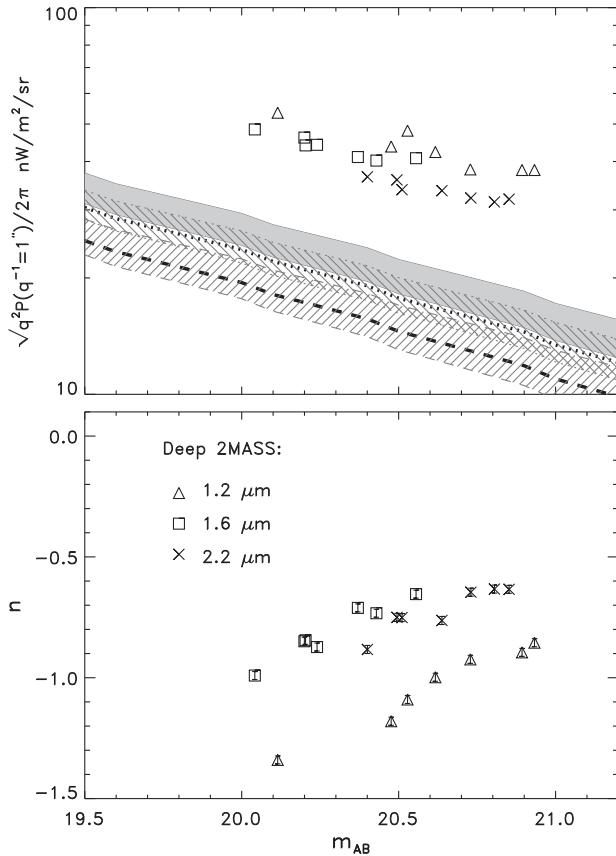 100
10
√q²P(q⁻¹=1")/2π nW/m²/sr
0.0
−0.5
−1.0
−1.5
n
Deep 2MASS:
1.2 μm
1.6 μm
2.2 μm
19.5 20.0 20.5 21.0
m_AB